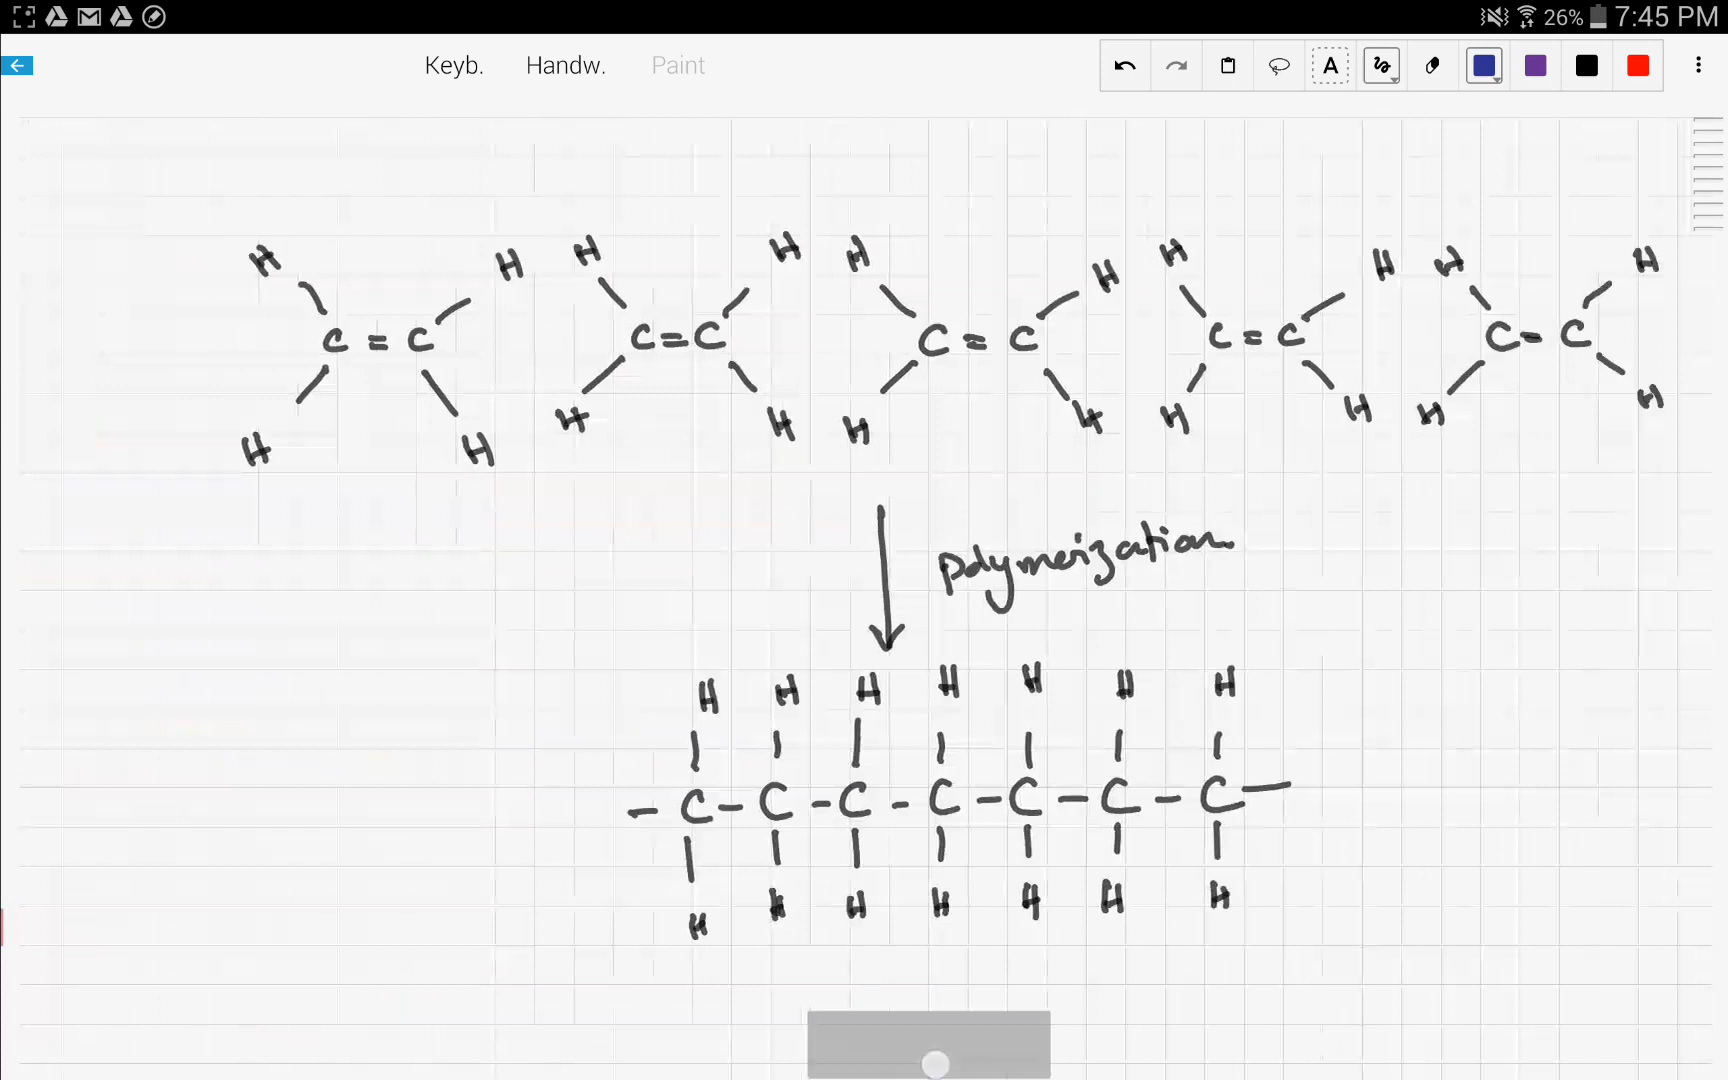 26% 7:45 PM
Keyb. Handw. Paint A
H H H H H H H H H H
C = C C = C C = C C = C C = C
H H H H H H H H H H
polymerization
H H H H H H H
- C - C - C - C - C - C - C -
H H H H H H H